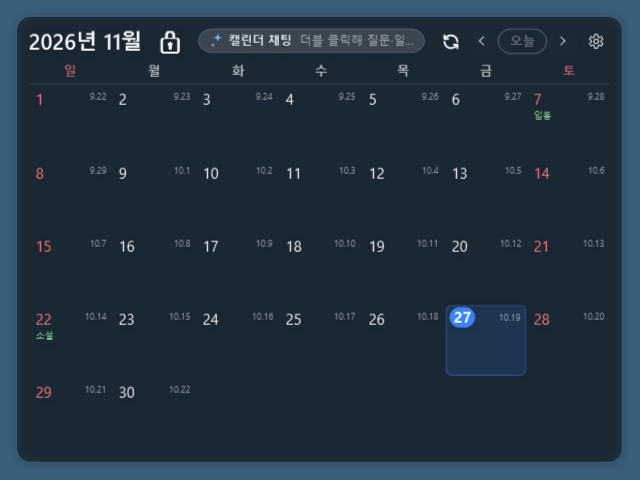 2026년 11월 캘린더 채팅 더블 클릭해 질문·일... 오늘
일 월 화 수 목 금 토
1 9.22 2 9.23 3 9.24 4 9.25 5 9.26 6 9.27 7 9.28
입동
8 9.29 9 10.1 10 10.2 11 10.3 12 10.4 13 10.5 14 10.6
15 10.7 16 10.8 17 10.9 18 10.10 19 10.11 20 10.12 21 10.13
22 10.14 23 10.15 24 10.16 25 10.17 26 10.18 27 10.19 28 10.20
소설
29 10.21 30 10.22